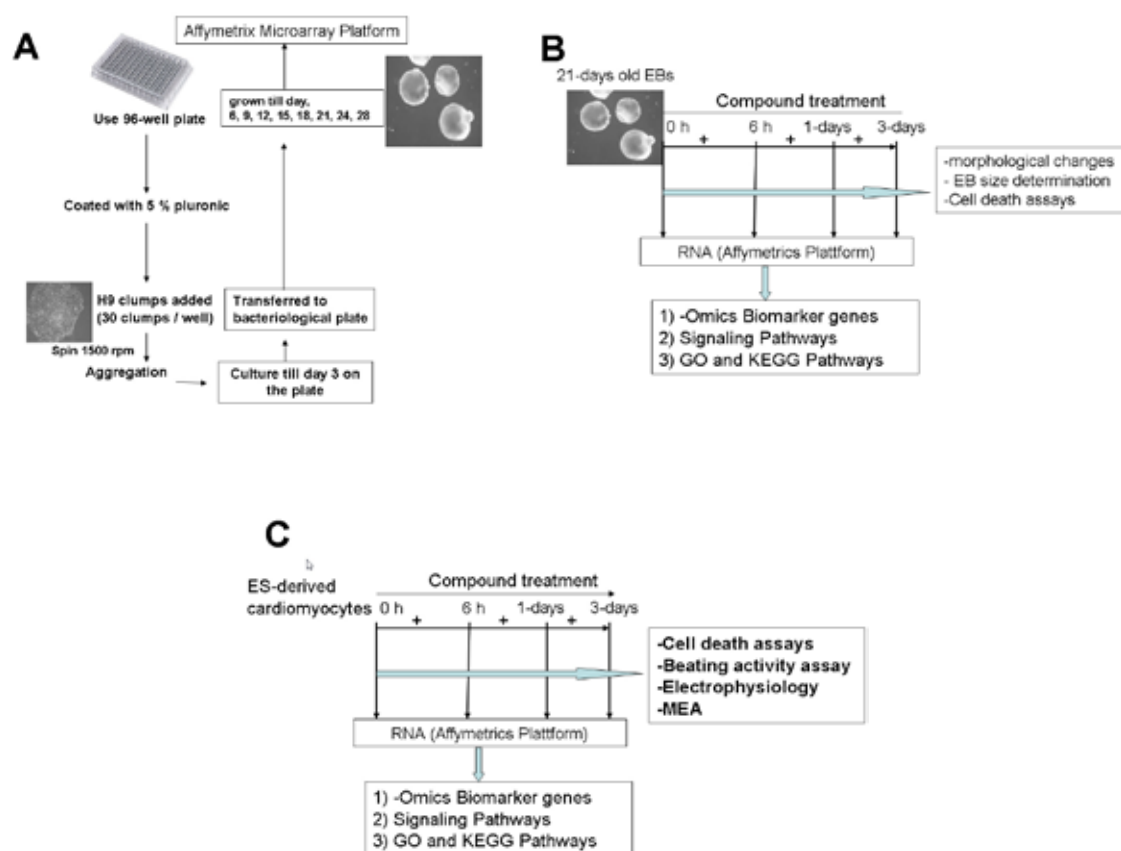 A
Affymetrix Microarray Platform
grown till day,
6, 9, 12, 15, 18, 21, 24, 28
Use 96-well plate
Coated with 5 % pluronic
H9 clumps added
(30 clumps / well)
Spin 1500 rpm
Aggregation
Transferred to
bacteriological plate
Culture till day 3 on
the plate
B
21-days old EBs
Compound treatment
0 h 6 h 1-days 3-days
+ + +
-morphological changes
- EB size determination
-Cell death assays
RNA (Affymetrics Plattform)
1) -Omics Biomarker genes
2) Signaling Pathways
3) GO and KEGG Pathways
C
ES-derived
cardiomyocytes
Compound treatment
0 h 6 h 1-days 3-days
+ + +
-Cell death assays
-Beating activity assay
-Electrophysiology
-MEA
RNA (Affymetrics Plattform)
1) -Omics Biomarker genes
2) Signaling Pathways
3) GO and KEGG Pathways